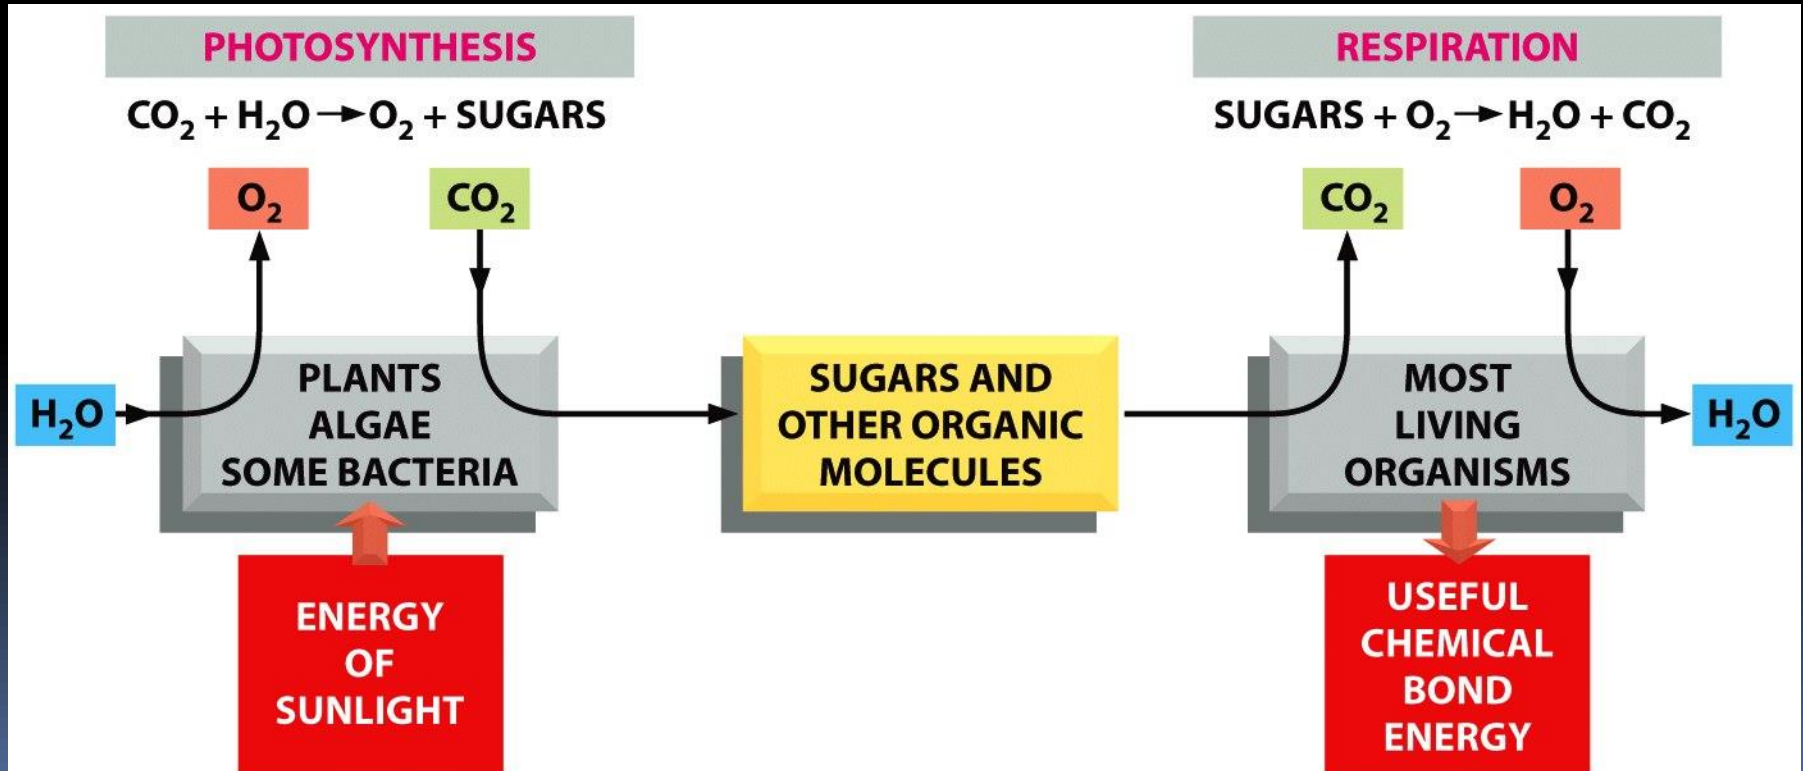 PHOTOSYNTHESIS
CO₂ + H₂O → O₂ + SUGARS
O₂
CO₂
H₂O
PLANTS
ALGAE
SOME BACTERIA
ENERGY
OF
SUNLIGHT
SUGARS AND
OTHER ORGANIC
MOLECULES
RESPIRATION
SUGARS + O₂ → H₂O + CO₂
CO₂
O₂
MOST
LIVING
ORGANISMS
H₂O
USEFUL
CHEMICAL
BOND
ENERGY